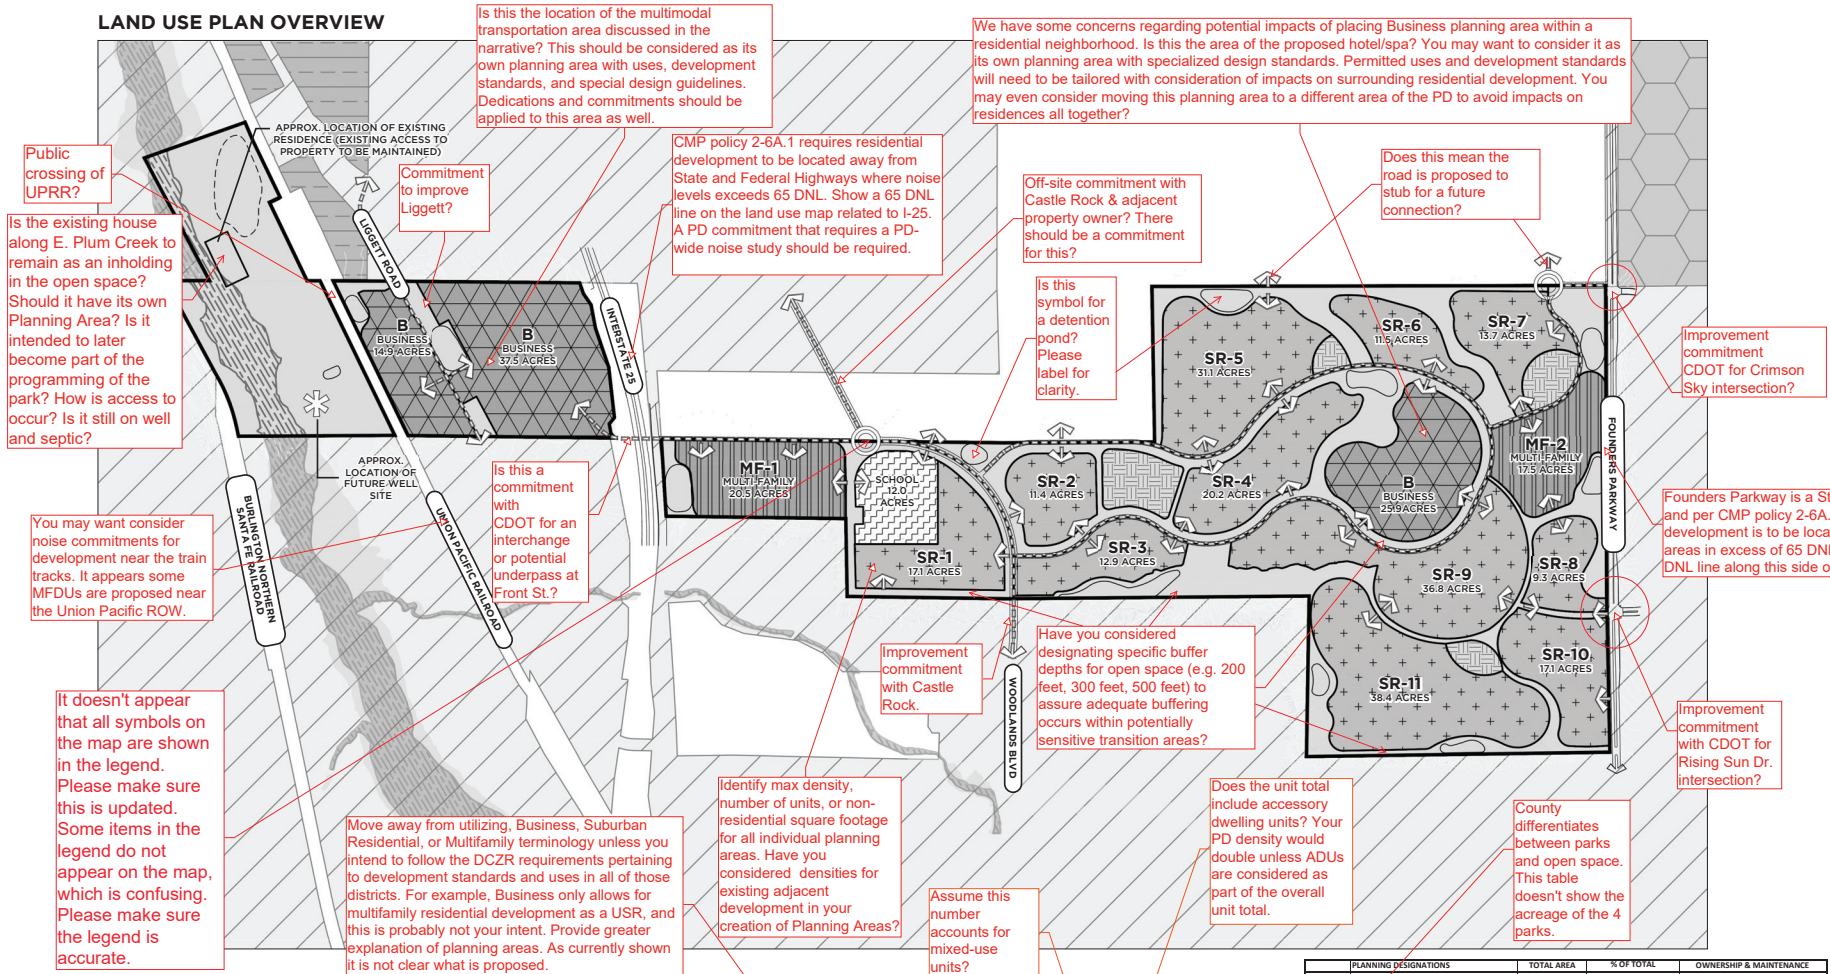 LAND USE PLAN OVERVIEW
Is this the location of the multimodal
transportation area discussed in the
narrative? This should be considered as its
own planning area with uses, development
standards, and special design guidelines.
Dedications and commitments should be
applied to this area as well.
We have some concerns regarding potential impacts of placing Business planning area within a
residential neighborhood. Is this the area of the proposed hotel/spa? You may want to consider it as
its own planning area with specialized design standards. Permitted uses and development standards
will need to be tailored with consideration of impacts on surrounding residential development. You
may even consider moving this planning area to a different area of the PD to avoid impacts on
residences all together?
APPROX. LOCATION OF EXISTING
RESIDENCE (EXISTING ACCESS TO
PROPERTY TO BE MAINTAINED)
Public
crossing of
UPRR?
Commitment
to improve
Liggett?
CMP policy 2-6A.1 requires residential
development to be located away from
State and Federal Highways where noise
levels exceeds 65 DNL. Show a 65 DNL
line on the land use map related to I-25.
A PD commitment that requires a PD-
wide noise study should be required.
Off-site commitment with
Castle Rock & adjacent
property owner? There
should be a commitment
for this?
Does this mean the
road is proposed to
stub for a future
connection?
Is the existing house
along E. Plum Creek to
remain as an inholding
in the open space?
Should it have its own
Planning Area? Is it
intended to later
become part of the
programming of the
park? How is access to
occur? Is it still on well
and septic?
LIGGETT ROAD
Is this
symbol for
a detention
pond?
Please
label for
clarity.
B
BUSINESS
14.9 ACRES
B
BUSINESS
37.5 ACRES
INTERSTATE 25
SR-5
31.1 ACRES
SR-6
11.5 ACRES
SR-7
13.7 ACRES
Improvement
commitment
CDOT for Crimson
Sky intersection?
APPROX.
LOCATION OF
FUTURE WELL
SITE
Is this a
commitment
with
CDOT for an
interchange
or potential
underpass at
Front St.?
MF-1
MULTI-FAMILY
20.5 ACRES
SCHOOL
12.0
ACRES
SR-2
11.4 ACRES
SR-4
20.2 ACRES
B
BUSINESS
25.9 ACRES
MF-2
MULTI-FAMILY
17.5 ACRES
FOUNDERS PARKWAY
BURLINGTON NORTHERN
SANTA FE RAILROAD
UNION PACIFIC RAILROAD
You may want consider
noise commitments for
development near the train
tracks. It appears some
MFDUs are proposed near
the Union Pacific ROW.
Founders Parkway is a St
and per CMP policy 2-6A.
development is to be loca
areas in excess of 65 DNL
DNL line along this side o
SR-1
17.1 ACRES
SR-3
12.9 ACRES
SR-9
36.8 ACRES
SR-8
9.3 ACRES
SR-10
17.1 ACRES
SR-11
38.4 ACRES
Improvement
commitment
with Castle
Rock.
WOODLANDS BLVD
Have you considered
designating specific buffer
depths for open space (e.g. 200
feet, 300 feet, 500 feet) to
assure adequate buffering
occurs within potentially
sensitive transition areas?
Improvement
commitment
with CDOT for
Rising Sun Dr.
intersection?
It doesn't appear
that all symbols on
the map are shown
in the legend.
Please make sure
this is updated.
Some items in the
legend do not
appear on the map,
which is confusing.
Please make sure
the legend is
accurate.
Move away from utilizing, Business, Suburban
Residential, or Multifamily terminology unless you
intend to follow the DCZR requirements pertaining
to development standards and uses in all of those
districts. For example, Business only allows for
multifamily residential development as a USR, and
this is probably not your intent. Provide greater
explanation of planning areas. As currently shown
it is not clear what is proposed.
Identify max density,
number of units, or non-
residential square footage
for all individual planning
areas. Have you
considered densities for
existing adjacent
development in your
creation of Planning Areas?
Assume this
number
accounts for
mixed-use
units?
Does the unit total
include accessory
dwelling units? Your
PD density would
double unless ADUs
are considered as
part of the overall
unit total.
County
differentiates
between parks
and open space.
This table
doesn't show the
acreage of the 4
parks.
PLANNING DESIGNATIONS TOTAL AREA % OF TOTAL OWNERSHIP & MAINTENANCE